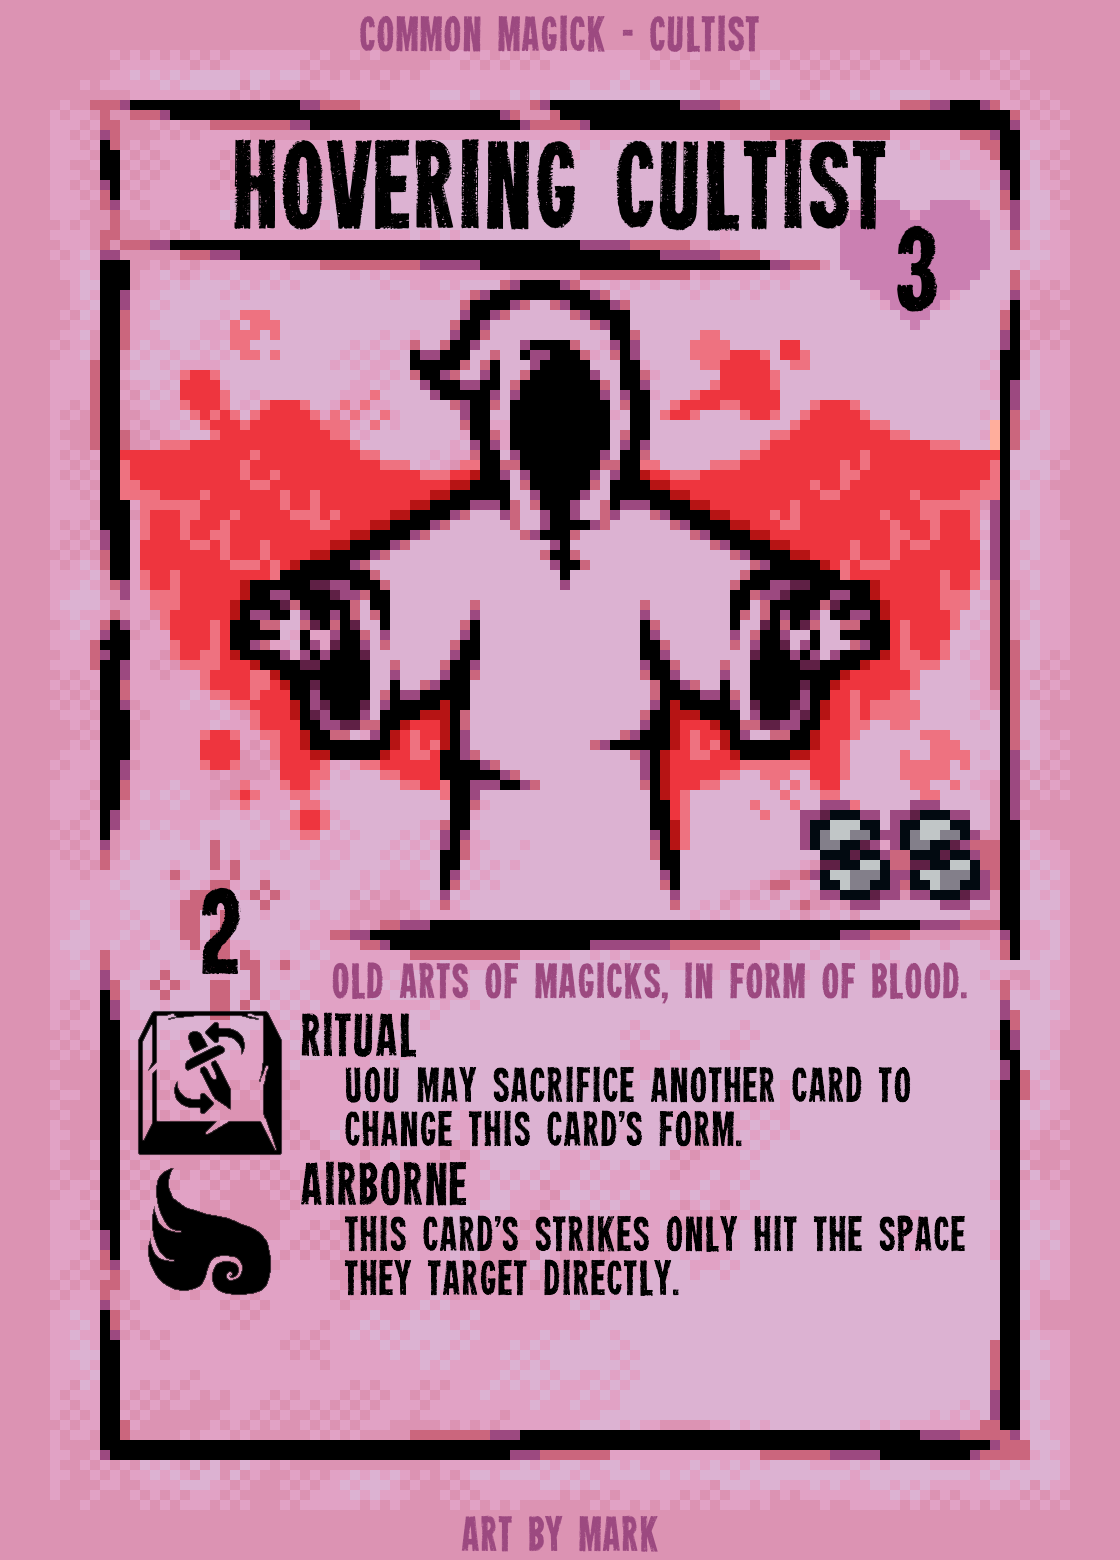 COMMON MAGICK - CULTIST
HOVERING CULTIST
3
2
OLD ARTS OF MAGICKS, IN FORM OF BLOOD.
RITUAL
UOU MAY SACRIFICE ANOTHER CARD TO
CHANGE THIS CARD'S FORM.
AIRBORNE
THIS CARD'S STRIKES ONLY HIT THE SPACE
THEY TARGET DIRECTLY.
ART BY MARK